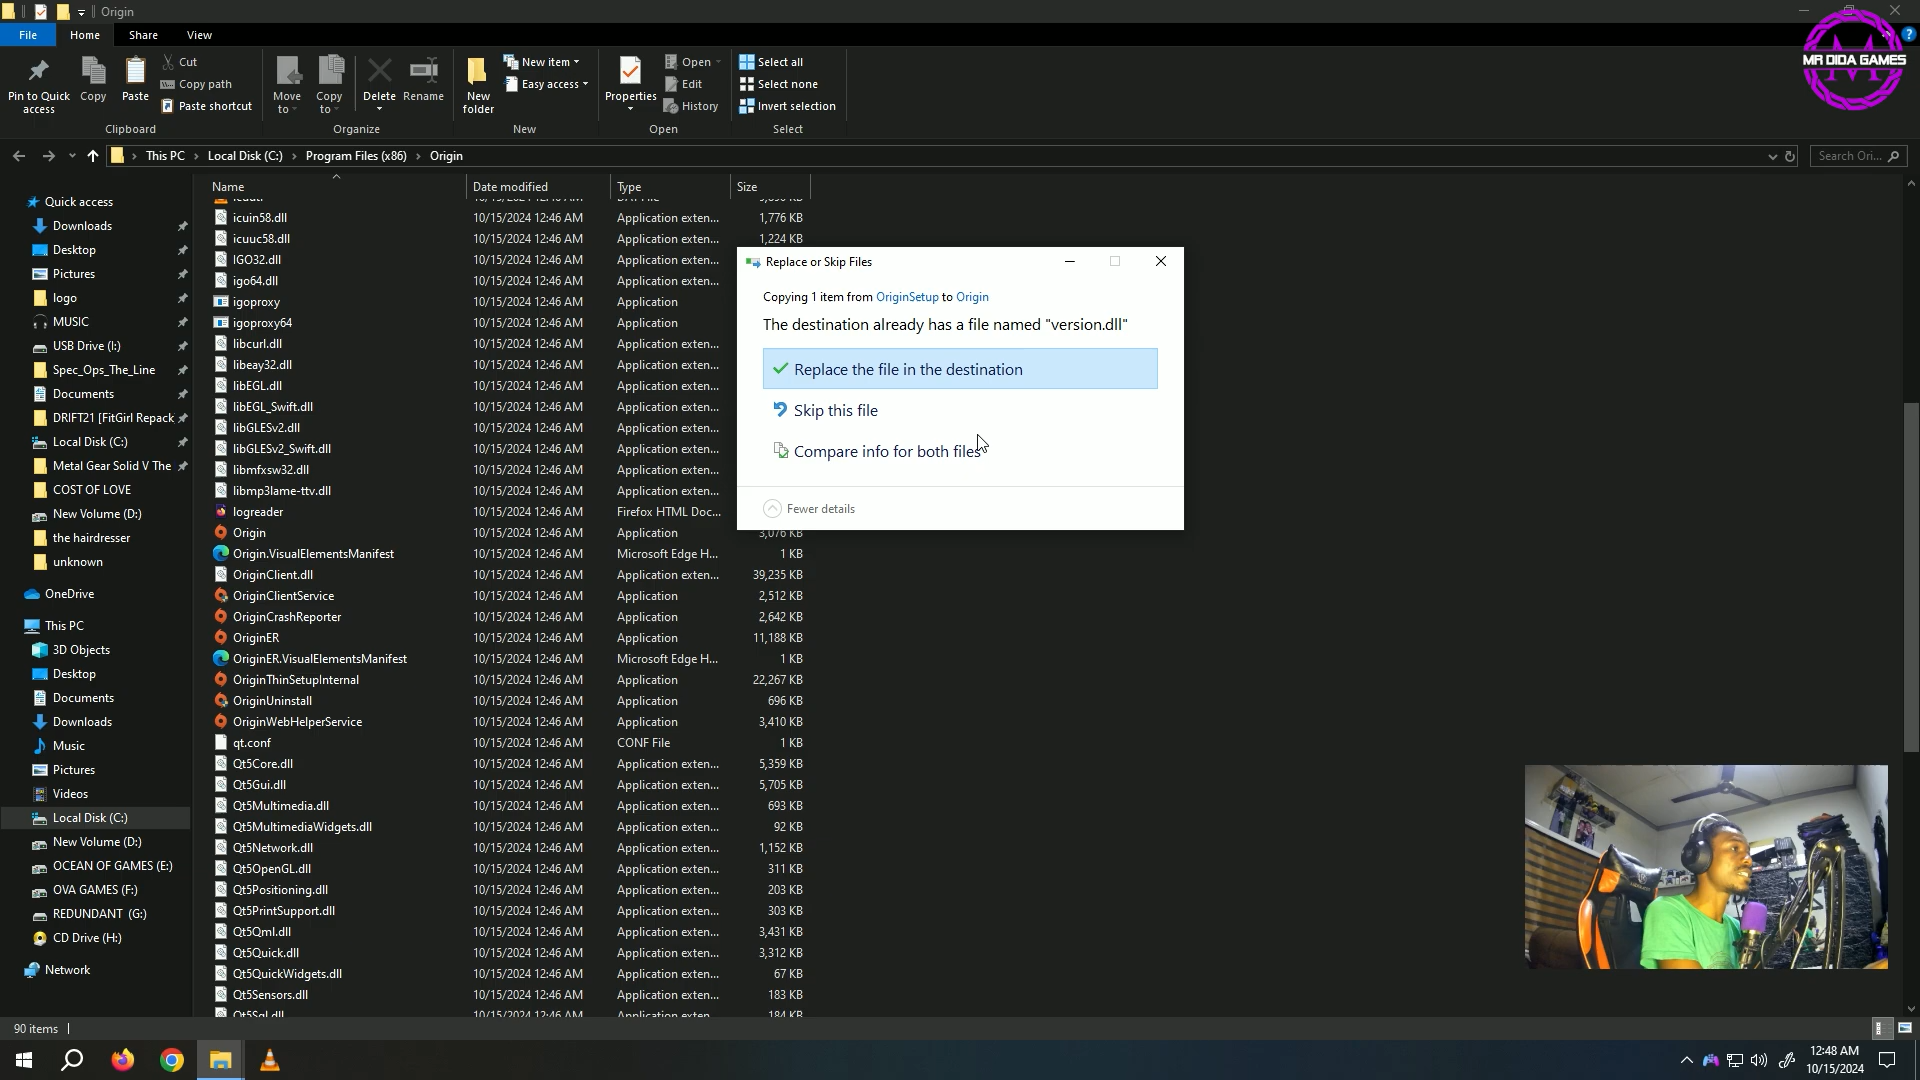 Origin
File
Home
Share
View
Pin to Quick
access
Copy
Paste
Cut
Copy path
Paste shortcut
Clipboard
Move
to
Copy
to
Delete
Rename
Organize
New
folder
New item
Easy access
New
Properties
Open
Edit
History
Open
Select all
Select none
Invert selection
Select
MR DIDA GAMES
This PC
Local Disk (C:)
Program Files (x86)
Origin
Search Ori...
Quick access
Downloads
Desktop
Pictures
logo
MUSIC
USB Drive (I:)
Spec_Ops_The_Line
Documents
DRIFT21 [FitGirl Repack
Local Disk (C:)
Metal Gear Solid V The
COST OF LOVE
New Volume (D:)
the hairdresser
unknown
OneDrive
This PC
3D Objects
Desktop
Documents
Downloads
Music
Pictures
Videos
Local Disk (C:)
New Volume (D:)
OCEAN OF GAMES (E:)
OVA GAMES (F:)
REDUNDANT (G:)
CD Drive (H:)
Network
Name Date modified Type Size
icuin58.dll 10/15/2024 12:46 AM Application exten... 1,776 KB
icuuc58.dll 10/15/2024 12:46 AM Application exten... 1,224 KB
IGO32.dll 10/15/2024 12:46 AM Application exten...
igo64.dll 10/15/2024 12:46 AM Application exten...
igoproxy 10/15/2024 12:46 AM Application
igoproxy64 10/15/2024 12:46 AM Application
libcurl.dll 10/15/2024 12:46 AM Application exten...
libeay32.dll 10/15/2024 12:46 AM Application exten...
libEGL.dll 10/15/2024 12:46 AM Application exten...
libEGL_Swift.dll 10/15/2024 12:46 AM Application exten...
libGLESv2.dll 10/15/2024 12:46 AM Application exten...
libGLESv2_Swift.dll 10/15/2024 12:46 AM Application exten...
libmfxsw32.dll 10/15/2024 12:46 AM Application exten...
libmp3lame-ttv.dll 10/15/2024 12:46 AM Application exten...
logreader 10/15/2024 12:46 AM Firefox HTML Doc...
Origin 10/15/2024 12:46 AM Application 3,076 KB
Origin.VisualElementsManifest 10/15/2024 12:46 AM Microsoft Edge H... 1 KB
OriginClient.dll 10/15/2024 12:46 AM Application exten... 39,235 KB
OriginClientService 10/15/2024 12:46 AM Application 2,512 KB
OriginCrashReporter 10/15/2024 12:46 AM Application 2,642 KB
OriginER 10/15/2024 12:46 AM Application 11,188 KB
OriginER.VisualElementsManifest 10/15/2024 12:46 AM Microsoft Edge H... 1 KB
OriginThinSetupInternal 10/15/2024 12:46 AM Application 22,267 KB
OriginUninstall 10/15/2024 12:46 AM Application 696 KB
OriginWebHelperService 10/15/2024 12:46 AM Application 3,410 KB
qt.conf 10/15/2024 12:46 AM CONF File 1 KB
Qt5Core.dll 10/15/2024 12:46 AM Application exten... 5,359 KB
Qt5Gui.dll 10/15/2024 12:46 AM Application exten... 5,705 KB
Qt5Multimedia.dll 10/15/2024 12:46 AM Application exten... 693 KB
Qt5MultimediaWidgets.dll 10/15/2024 12:46 AM Application exten... 92 KB
Qt5Network.dll 10/15/2024 12:46 AM Application exten... 1,152 KB
Qt5OpenGL.dll 10/15/2024 12:46 AM Application exten... 311 KB
Qt5Positioning.dll 10/15/2024 12:46 AM Application exten... 203 KB
Qt5PrintSupport.dll 10/15/2024 12:46 AM Application exten... 303 KB
Qt5Qml.dll 10/15/2024 12:46 AM Application exten... 3,431 KB
Qt5Quick.dll 10/15/2024 12:46 AM Application exten... 3,312 KB
Qt5QuickWidgets.dll 10/15/2024 12:46 AM Application exten... 67 KB
Qt5Sensors.dll 10/15/2024 12:46 AM Application exten... 183 KB
Qt5Sql.dll 10/15/2024 12:46 AM Application exten... 184 KB
Replace or Skip Files
Copying 1 item from OriginSetup to Origin
The destination already has a file named "version.dll"
Replace the file in the destination
Skip this file
Compare info for both files
Fewer details
90 items
12:48 AM
10/15/2024